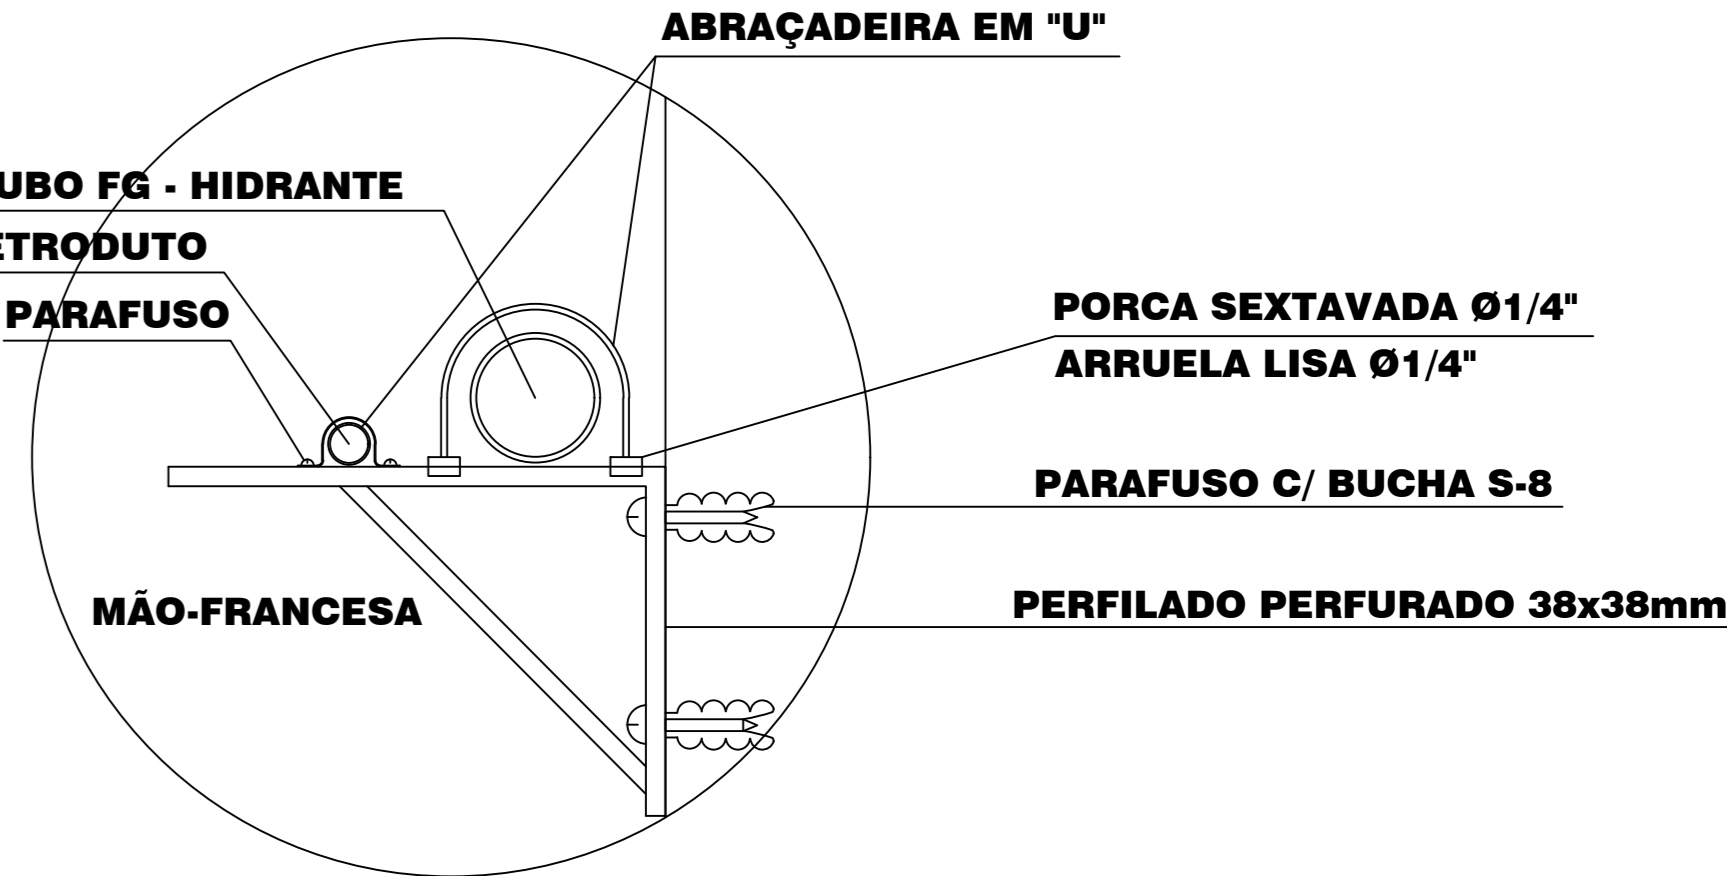 ABRAÇADEIRA EM "U"
UBO FG - HIDRANTE
ETRODUTO
PARAFUSO
PORCA SEXTAVADA Ø1/4"
ARRUELA LISA Ø1/4"
PARAFUSO C/ BUCHA S-8
MÃO-FRANCESA
PERFILADO PERFURADO 38x38mm